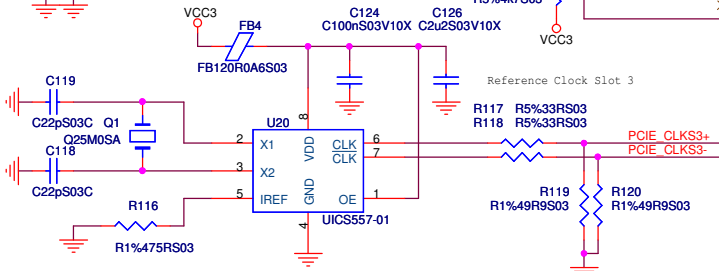 R5%4K7S03
VCC3
FB4
C124
C126
C100nS03V10X
C2u2S03V10X
VCC3
FB120R0A6S03
Reference Clock Slot 3
C119
C22pS03C
Q1
Q25M0SA
U20
8
R117 R5%33RS03
R118 R5%33RS03
PCIE_CLKS3+
PCIE_CLKS3-
2 X1 VDD CLK 6
CLK 7
C118
3 X2
C22pS03C
5 IREF GND OE 1
R116
R119
R1%49R9S03
R120
R1%49R9S03
UICS557-01
4
R1%475RS03